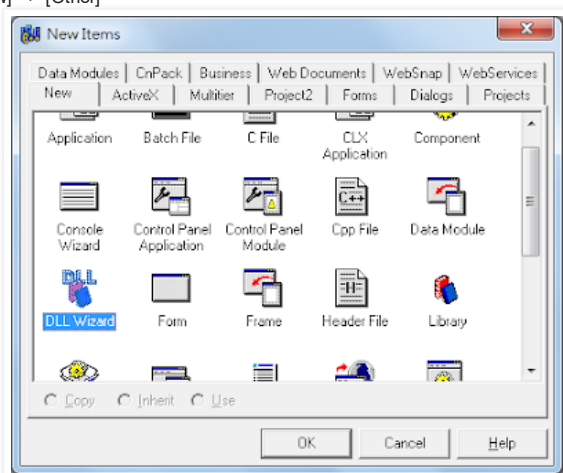 New Items
Data Modules CnPack Business Web Documents WebSnap WebServices
New ActiveX Multitier Project2 Forms Dialogs Projects
Application Batch File C File CLX Application Component
Console Wizard Control Panel Application Control Panel Module Cpp File Data Module
DLL Wizard Form Frame Header File Library
Copy Inherit Use
OK Cancel Help